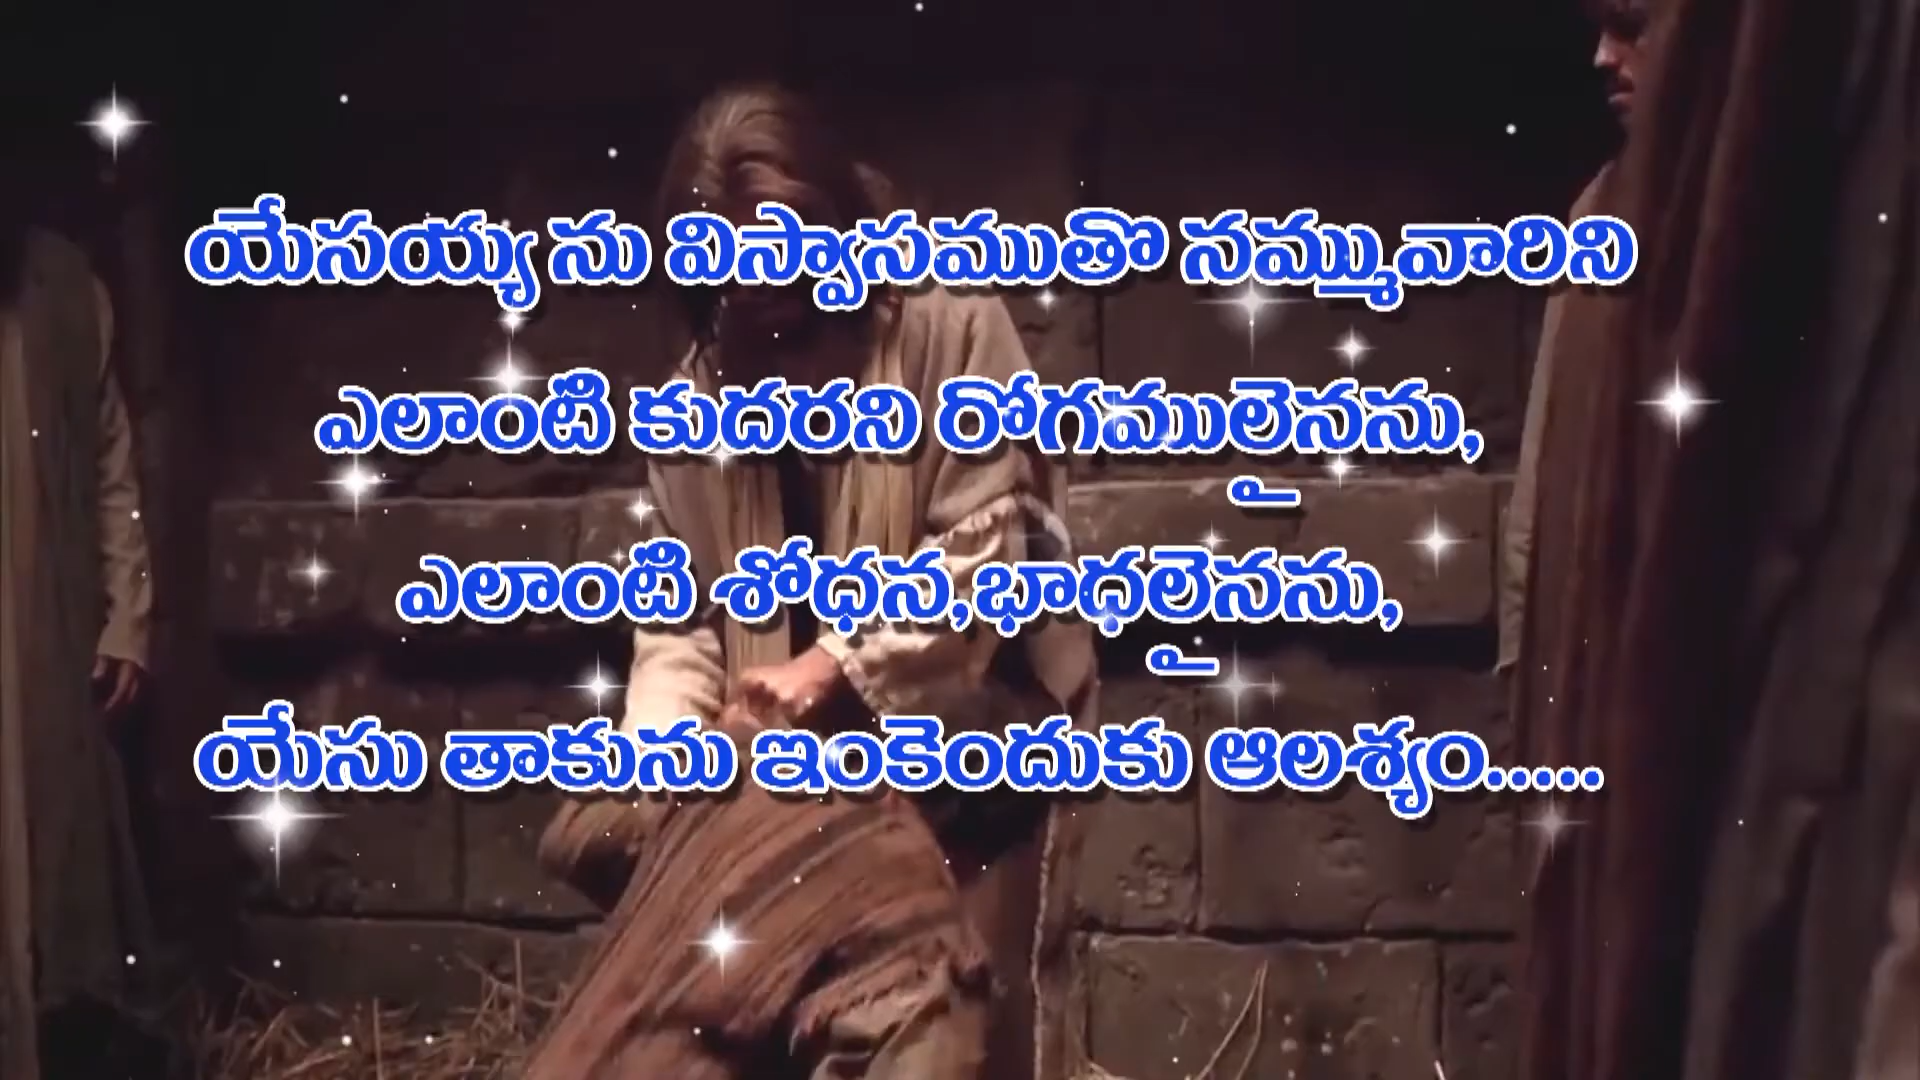 యేసయ్య ను విస్వాసముతొ నమ్మువారిని
ఎలాంటి కుదరని రోగములైనను,
ఎలాంటి శోధన,భాధలైనను,
యేసు తాకును ఇంకెందుకు ఆలశ్యం.....